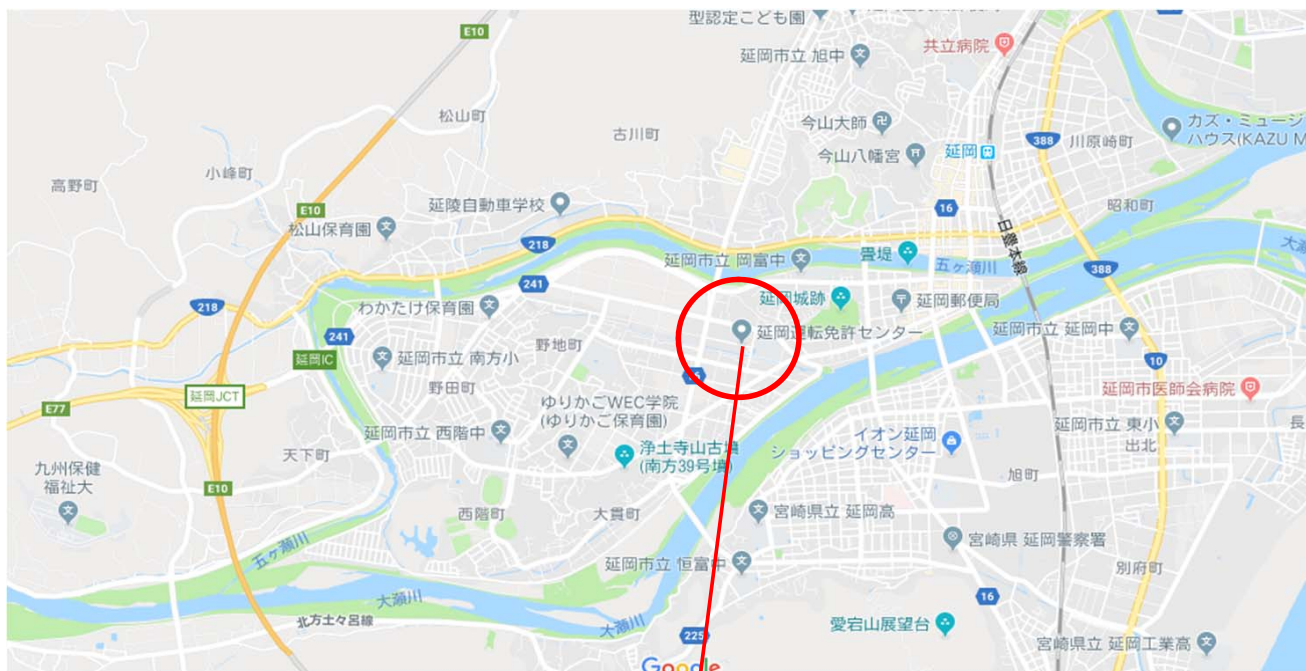 型認定こども園
E10
延岡市立 旭中
共立病院
松山町
古川町
今山大師
388
川原崎町
カズ・ミュージ
ハウス(KAZU M
小峰町
今山八幡宮
延岡
高野町
延陵自動車学校
16
昭和町
E10
松山保育園
218
日豊本線
延岡市立 岡富中
畳堤
五ヶ瀬川
388
大瀬川
241
延岡城跡
延岡郵便局
218
わかたけ保育園
241
延岡運転免許センター
延岡市立 延岡中
延岡IC
延岡市立 南方小
野地町
10
野田町
延岡JCT
延岡市医師会病院
E77
ゆりかごWEC学院
(ゆりかご保育園)
延岡市立 東小
出北
長
延岡市立 西階中
イオン延岡
ショッピングセンター
天下町
浄土寺山古墳
(南方39号墳)
九州保健
福祉大
旭町
E10
西階町
大貫町
宮崎県立 延岡高
宮崎県 延岡警察署
五ヶ瀬川
延岡市立 恒富中
別府町
大瀬川
16
北方土々呂線
大瀬川
愛宕山展望台
225
宮崎県立 延岡工業高
Google